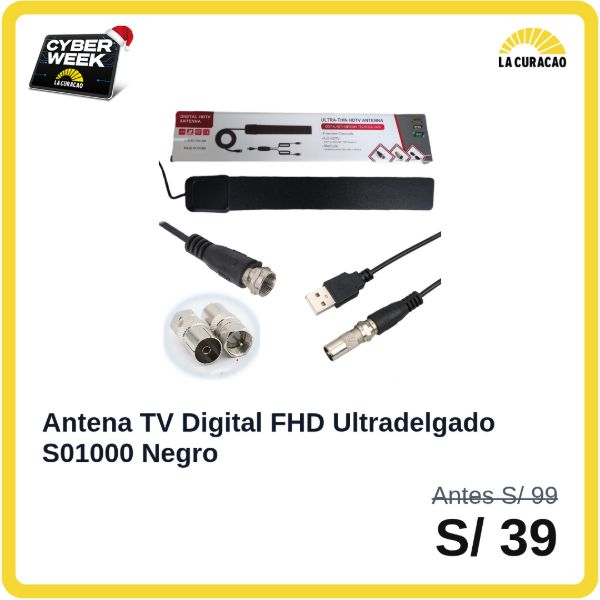 CYBER
WEEK
LA CURACAO
LA CURACAO
DIGITAL HDTV
ANTENNA
ULTRA-THIN HDTV ANTENNA
Antena TV Digital FHD Ultradelgado
S01000 Negro
Antes S/ 99
S/ 39